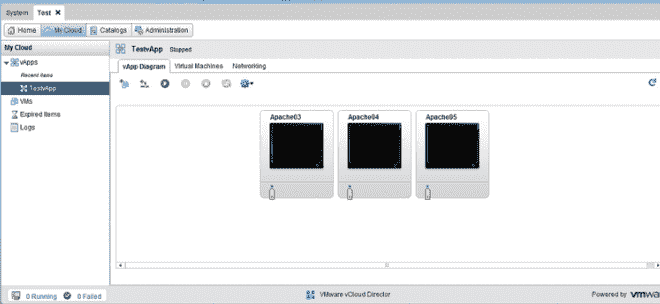 System Test
Home My Cloud Catalogs Administration
My Cloud
vApps
Recent Items
TestvApp
VMs
Expired Items
Logs
TestvApp Stopped
vApp Diagram Virtual Machines Networking
Apache03 Apache04 Apache05
0 Running 0 Failed
VMware vCloud Director
Powered by vmwar